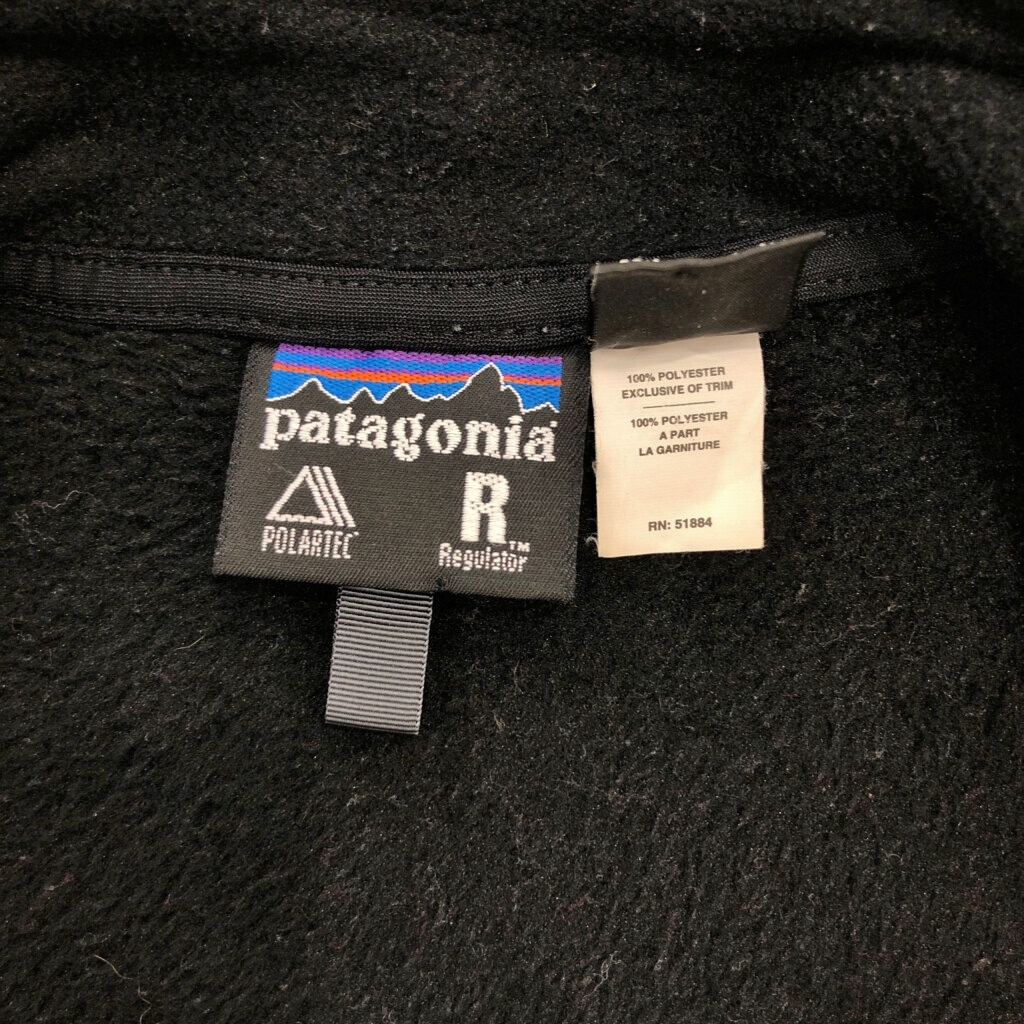 patagonia
POLARTEC
R
Regulator™
100% POLYESTER
EXCLUSIVE OF TRIM
100% POLYESTER
A PART
LA GARNITURE
RN: 51884